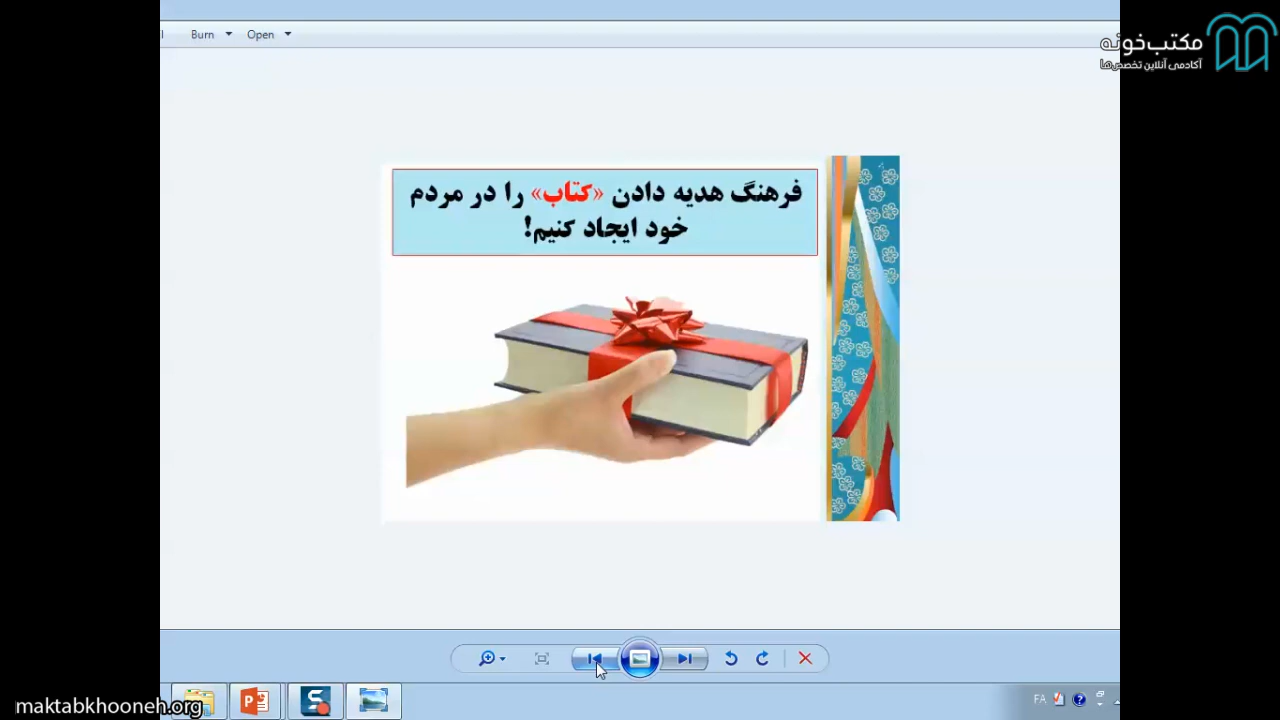 Burn
Open
مکتب‌خونه
آکادمی آنلاین تخصص‌ها
فرهنگ هدیه دادن «کتاب» را در مردم
خود ایجاد کنیم!
FA
maktabkhooneh.org